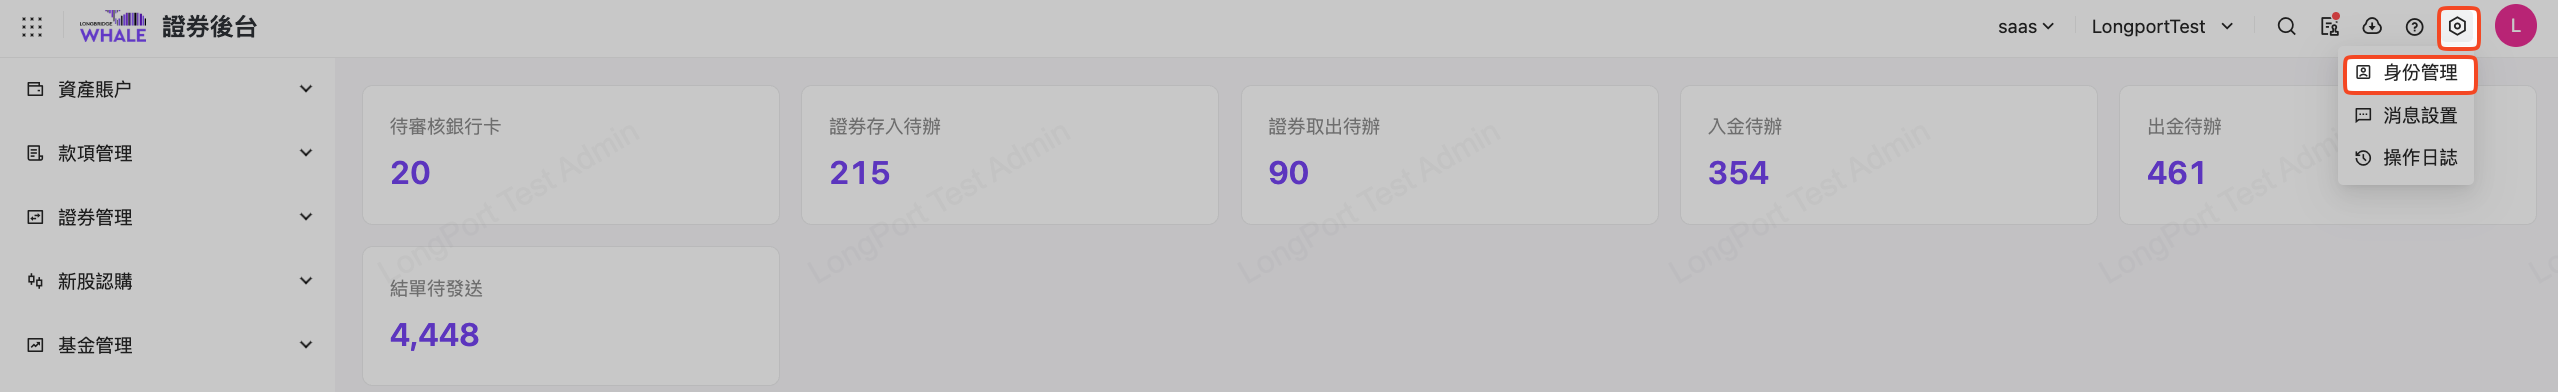 LONGBRIDGE
WHALE
證券後台
saas
LongportTest
L
身份管理
消息設置
操作日誌
資產賬户
款項管理
證券管理
新股認購
基金管理
待審核銀行卡
20
證券存入待辦
215
證券取出待辦
90
入金待辦
354
出金待辦
461
結單待發送
4,448
LongPort Test Admin
LongPort Test Admin
LongPort Test Admin
LongPort Test Admin
LongPort Test Admin